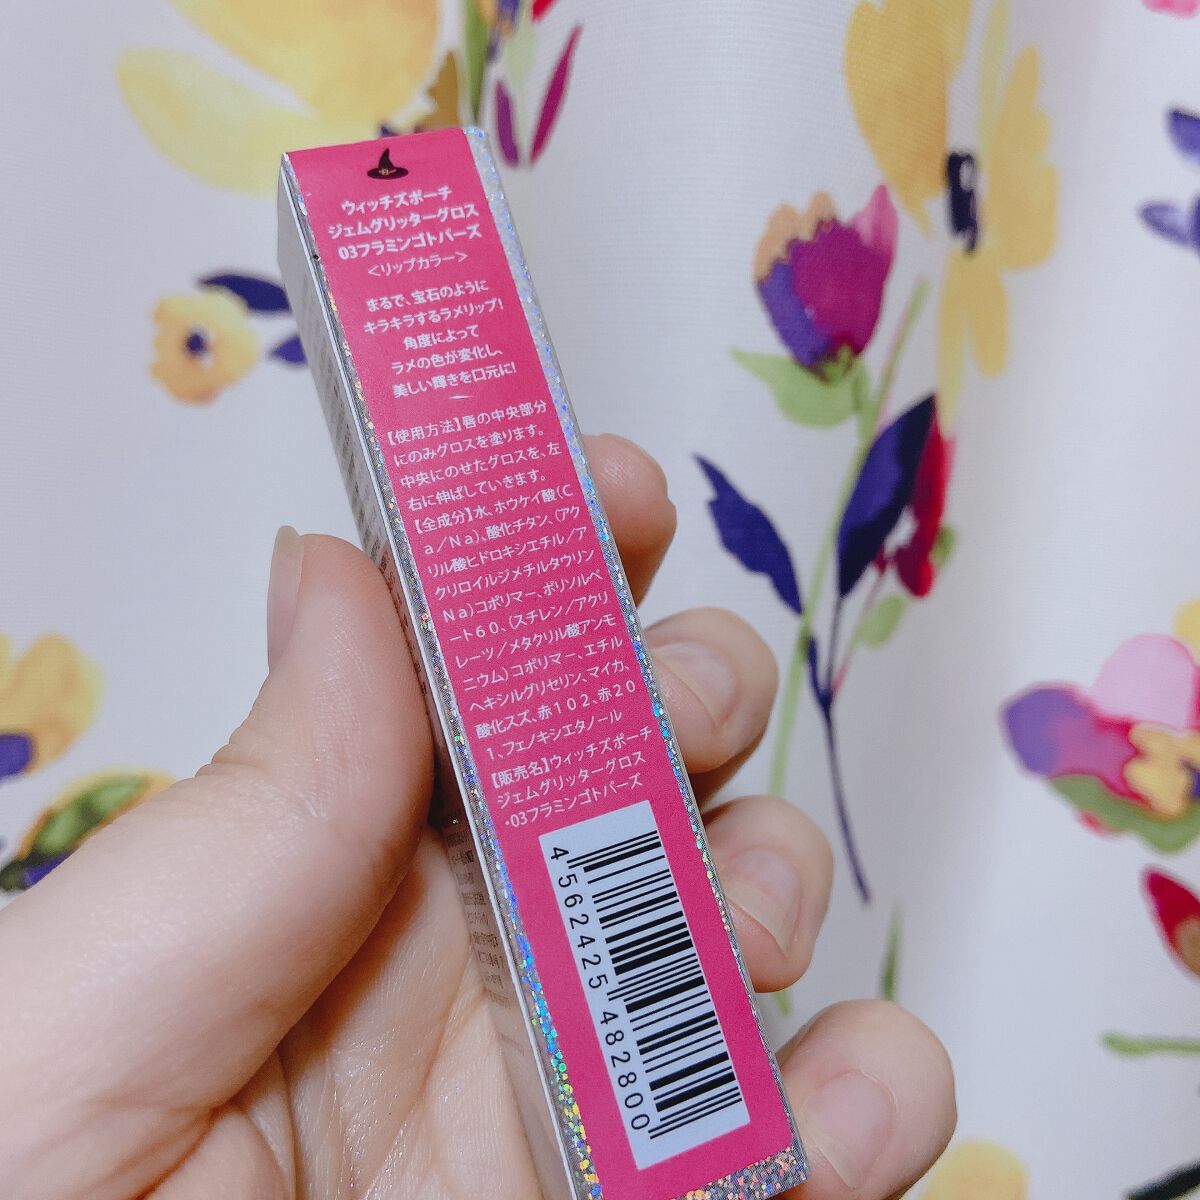 ウィッチズポーチ
ジェムグリッターグロス
03フラミンゴトパーズ
＜リップカラー＞
まるで、宝石のように
キラキラするラメリップ!
角度によって
ラメの色が変化し、
美しい輝きを口元に!
【使用方法】唇の中央部分
にのみグロスを塗ります。
中央にのせたグロスを、左
右に伸ばしていきます。
【全成分】水、ホウケイ酸(C
a/Na)、酸化チタン、(アク
リル酸ヒドロキシエチル/ア
クリロイルジメチルタウリン
Na)コポリマー、ポリソルベ
ート60、(スチレン/アクリ
レーツ/メタクリル酸アンモ
ニウム)コポリマー、エチル
ヘキシルグリセリン、マイカ、
酸化スズ、赤102、赤20
1、フェノキシエタノール
【販売名】ウィッチズポーチ
ジェムグリッターグロス
・03フラミンゴトパーズ
4562425482800